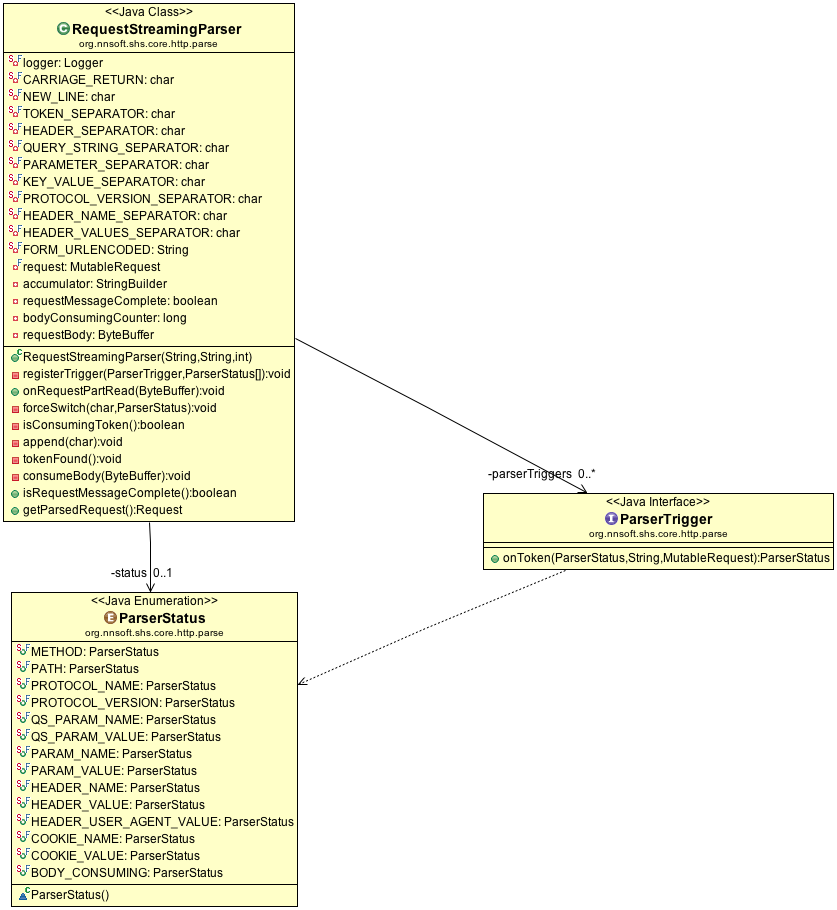 <<Java Class>>
RequestStreamingParser
org.nnsoft.shs.core.http.parse
logger: Logger
CARRIAGE_RETURN: char
NEW_LINE: char
TOKEN_SEPARATOR: char
HEADER_SEPARATOR: char
QUERY_STRING_SEPARATOR: char
PARAMETER_SEPARATOR: char
KEY_VALUE_SEPARATOR: char
PROTOCOL_VERSION_SEPARATOR: char
HEADER_NAME_SEPARATOR: char
HEADER_VALUES_SEPARATOR: char
FORM_URLENCODED: String
request: MutableRequest
accumulator: StringBuilder
requestMessageComplete: boolean
bodyConsumingCounter: long
requestBody: ByteBuffer
RequestStreamingParser(String,String,int)
registerTrigger(ParserTrigger,ParserStatus[]):void
onRequestPartRead(ByteBuffer):void
forceSwitch(char,ParserStatus):void
isConsumingToken():boolean
append(char):void
tokenFound():void
consumeBody(ByteBuffer):void
isRequestMessageComplete():boolean
getParsedRequest():Request
-parserTriggers 0..*
<<Java Interface>>
ParserTrigger
org.nnsoft.shs.core.http.parse
onToken(ParserStatus,String,MutableRequest):ParserStatus
-status 0..1
<<Java Enumeration>>
ParserStatus
org.nnsoft.shs.core.http.parse
METHOD: ParserStatus
PATH: ParserStatus
PROTOCOL_NAME: ParserStatus
PROTOCOL_VERSION: ParserStatus
QS_PARAM_NAME: ParserStatus
QS_PARAM_VALUE: ParserStatus
PARAM_NAME: ParserStatus
PARAM_VALUE: ParserStatus
HEADER_NAME: ParserStatus
HEADER_VALUE: ParserStatus
HEADER_USER_AGENT_VALUE: ParserStatus
COOKIE_NAME: ParserStatus
COOKIE_VALUE: ParserStatus
BODY_CONSUMING: ParserStatus
ParserStatus()